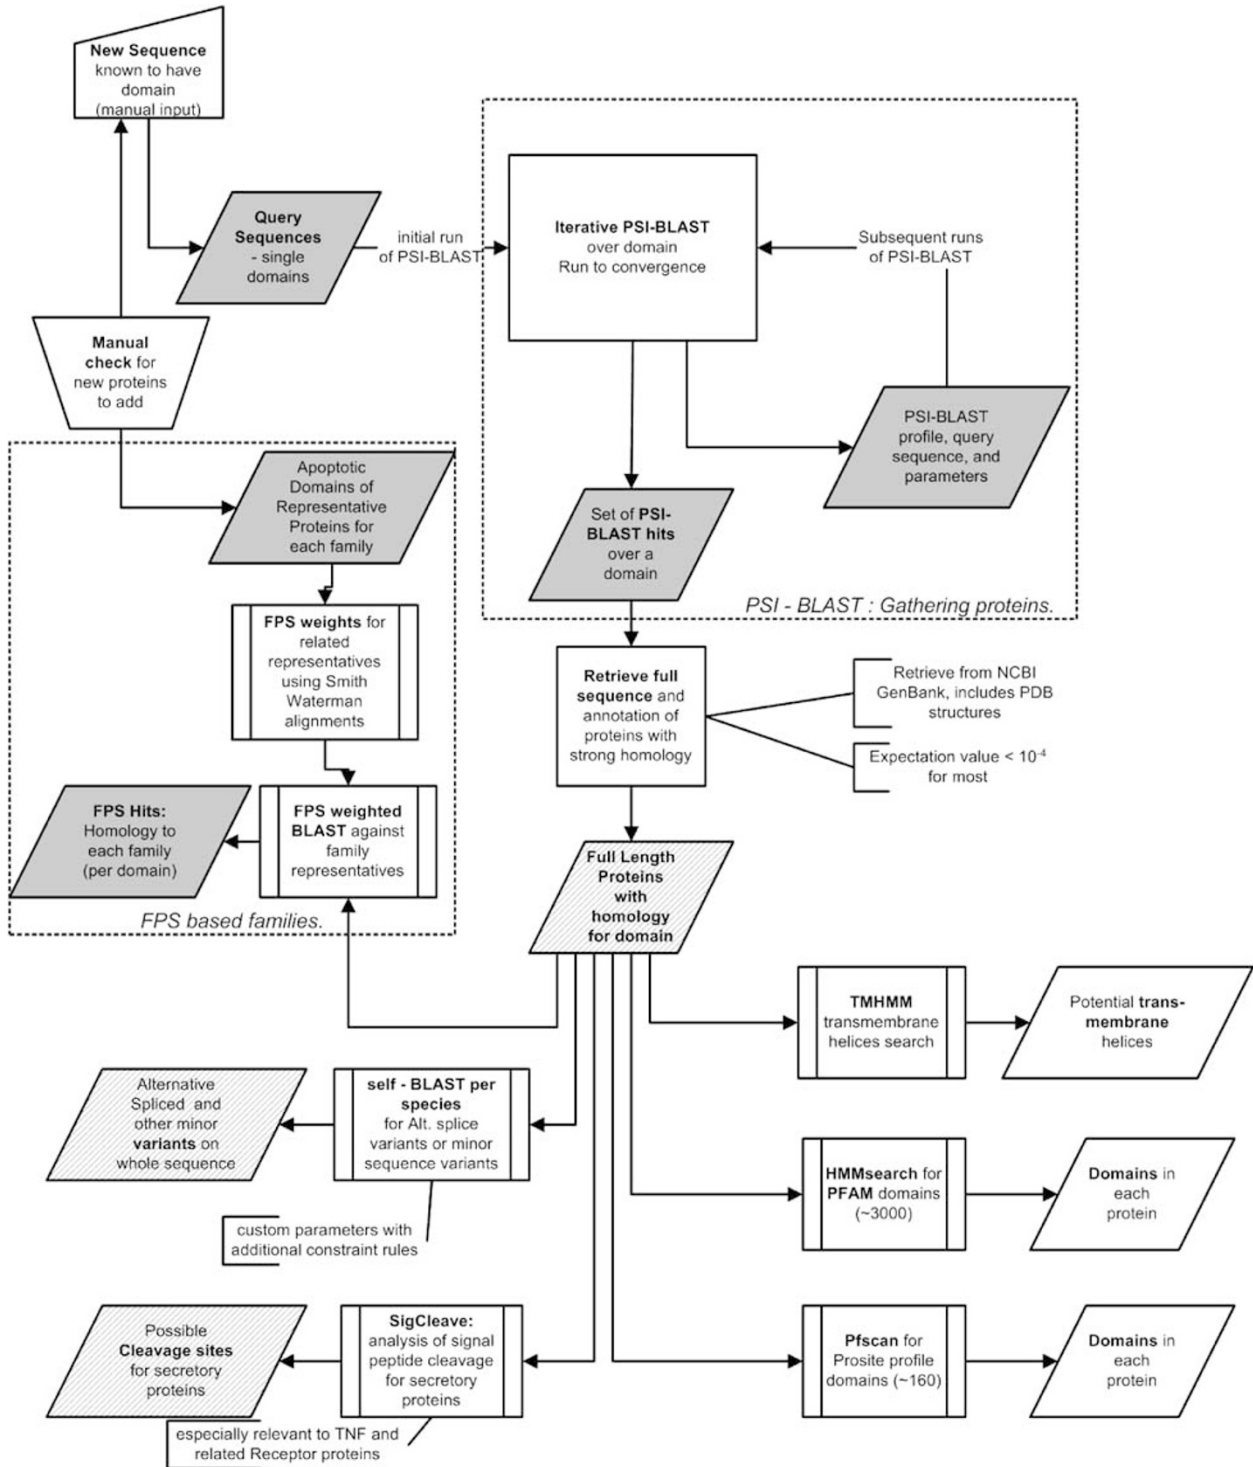 New Sequence
known to have
domain
(manual input)
Query
Sequences
- single
domains
initial run
of PSI-BLAST
Iterative PSI-BLAST
over domain
Run to convergence
Subsequent runs
of PSI-BLAST
Manual
check for
new proteins
to add
PSI-BLAST
profile, query
sequence, and
parameters
Apoptotic
Domains of
Representative
Proteins for
each family
Set of PSI-
BLAST hits
over a
domain
PSI - BLAST : Gathering proteins.
FPS weights for
related
representatives
using Smith
Waterman
alignments
Retrieve full
sequence and
annotation of
proteins with
strong homology
Retrieve from NCBI
GenBank, includes PDB
structures
Expectation value < 10⁻⁴
for most
FPS Hits:
Homology to
each family
(per domain)
FPS weighted
BLAST against
family
representatives
FPS based families.
Full Length
Proteins
with
homology
for domain
TMHMM
transmembrane
helices search
Potential trans-
membrane
helices
Alternative
Spliced and
other minor
variants on
whole sequence
self - BLAST per
species
for Alt. splice
variants or minor
sequence variants
custom parameters with
additional constraint rules
HMMsearch for
PFAM domains
(~3000)
Domains in
each
protein
Possible
Cleavage sites
for secretory
proteins
SigCleave:
analysis of signal
peptide cleavage
for secretory
proteins
especially relevant to TNF and
related Receptor proteins
Pfscan for
Prosite profile
domains (~160)
Domains in
each
protein